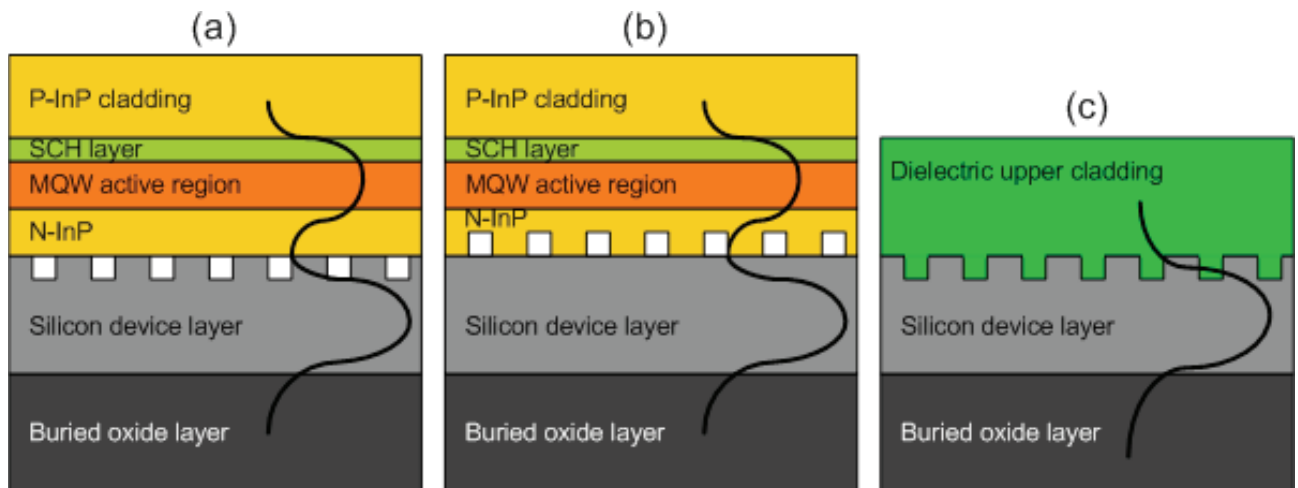 (a)
P-InP cladding
SCH layer
MQW active region
N-InP
Silicon device layer
Buried oxide layer
(b)
P-InP cladding
SCH layer
MQW active region
N-InP
Silicon device layer
Buried oxide layer
(c)
Dielectric upper cladding
Silicon device layer
Buried oxide layer